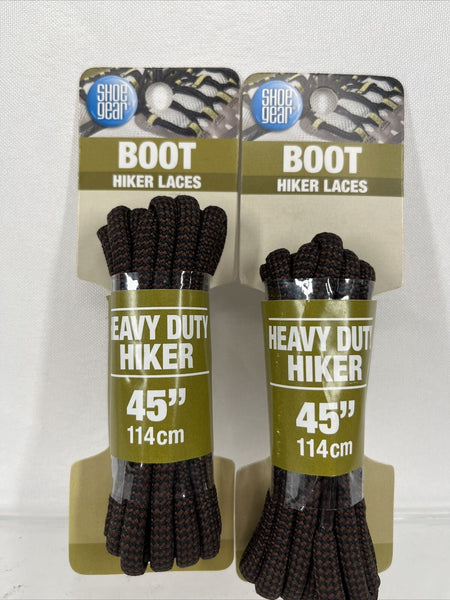 SHOE
gear
BOOT
HIKER LACES
EAVY DUTY
HIKER
45”
114cm
SHOE
gear
BOOT
HIKER LACES
HEAVY DUT
HIKER
45”
114cm